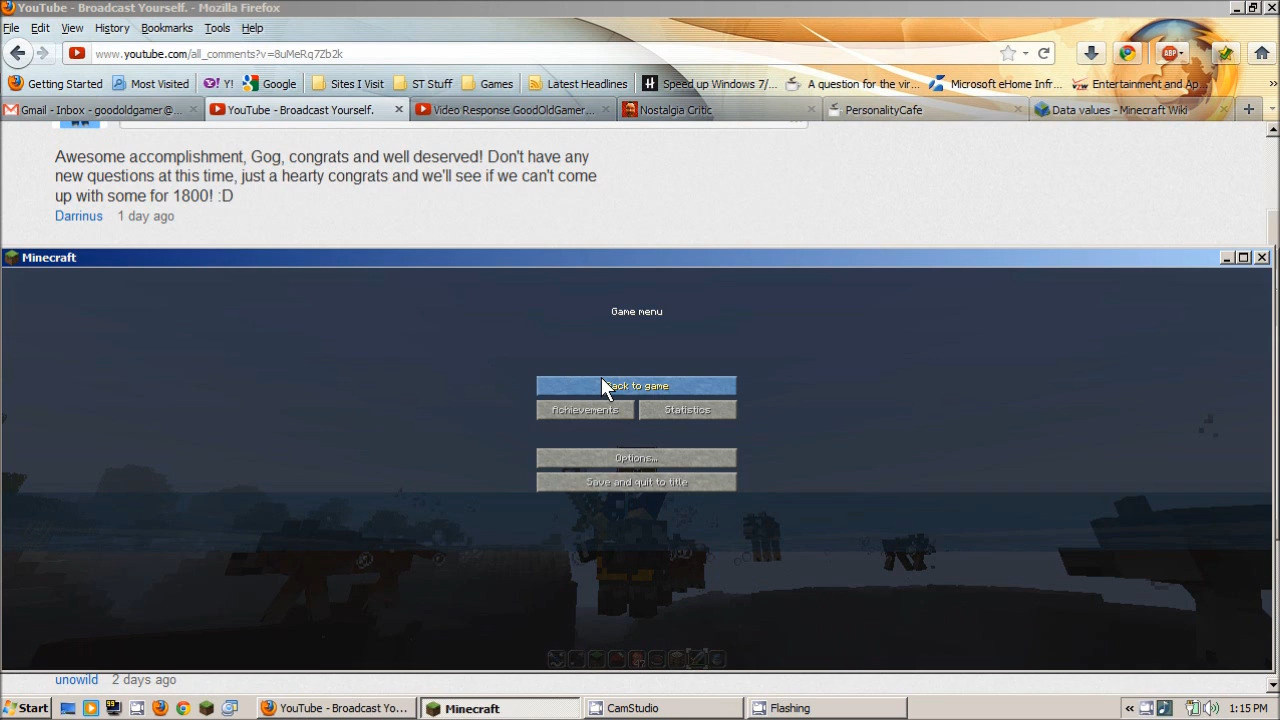 YouTube - Broadcast Yourself. - Mozilla Firefox
File Edit View History Bookmarks Tools Help
www.youtube.com/all_comments?v=8uMeRq7Zb2k
ABP
Getting Started Most Visited Y! Google Sites I Visit ST Stuff Games Latest Headlines Speed up Windows 7/... A question for the vir... Microsoft eHome Infr... Entertainment and Ap...
Gmail - Inbox - goodoldgamer@... YouTube - Broadcast Yourself. Video Response GoodOldGamer... Nostalgia Critic PersonalityCafe Data values - Minecraft Wiki
Awesome accomplishment, Gog, congrats and well deserved! Don't have any
new questions at this time, just a hearty congrats and we'll see if we can't come
up with some for 1800! :D
Darrinus 1 day ago
Minecraft
Game menu
Back to game
Achievements Statistics
Options...
Save and quit to title
unowild 2 days ago
Start YouTube - Broadcast Yo... Minecraft CamStudio Flashing 1:15 PM